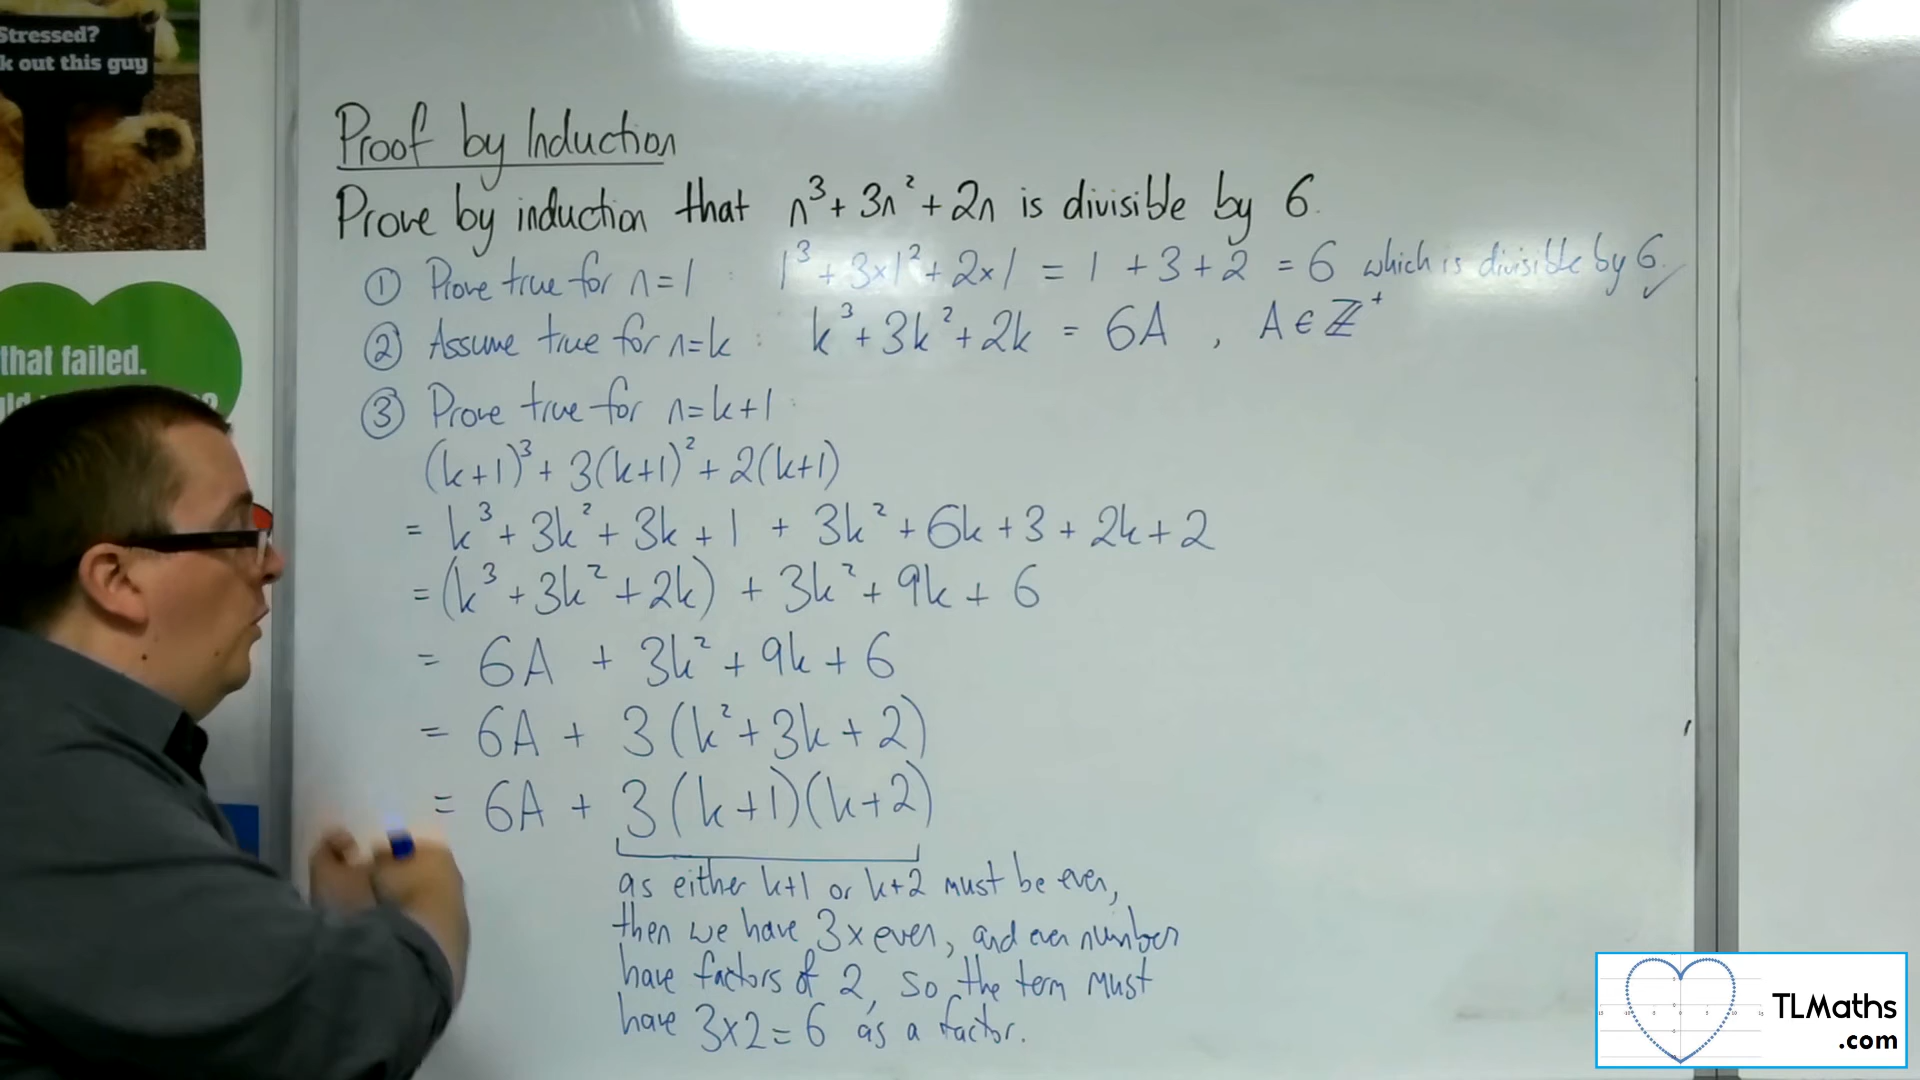 Stressed?
k out this guy
that failed.
Proof by Induction
Prove by induction that n³ + 3n² + 2n is divisible by 6.
① Prove true for n=1 : 1³ + 3×1² + 2×1 = 1 + 3 + 2 = 6 which is divisible by 6. ✓
② Assume true for n=k : k³ + 3k² + 2k = 6A , A ∈ ℤ⁺
③ Prove true for n=k+1 :
(k+1)³ + 3(k+1)² + 2(k+1)
= k³ + 3k² + 3k + 1 + 3k² + 6k + 3 + 2k + 2
= (k³ + 3k² + 2k) + 3k² + 9k + 6
= 6A + 3k² + 9k + 6
= 6A + 3(k² + 3k + 2)
= 6A + 3(k+1)(k+2)
as either k+1 or k+2 must be even,
then we have 3 x even, and even number
have factors of 2, so the term must
have 3x2=6 as a factor.
TLMaths
.com